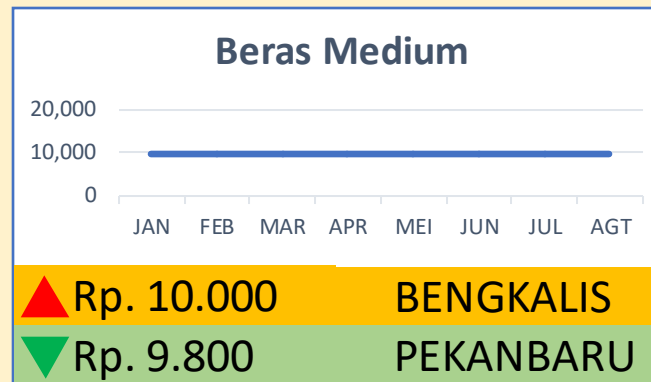 Beras Medium
20,000
10,000
0
JAN FEB MAR APR MEI JUN JUL AGT
Rp. 10.000 BENGKALIS
Rp. 9.800 PEKANBARU